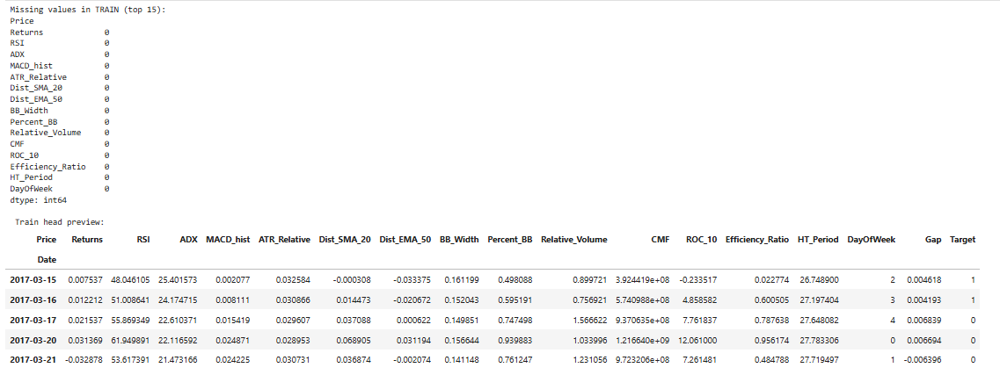 Missing values in TRAIN (top 15):
Price
Returns 0
RSI 0
ADX 0
MACD_hist 0
ATR_Relative 0
Dist_SMA_20 0
Dist_EMA_50 0
BB_Width 0
Percent_BB 0
Relative_Volume 0
CMF 0
ROC_10 0
Efficiency_Ratio 0
HT_Period 0
DayOfWeek 0
dtype: int64
Train head preview:
Price Returns RSI ADX MACD_hist ATR_Relative Dist_SMA_20 Dist_EMA_50 BB_Width Percent_BB Relative_Volume CMF ROC_10 Efficiency_Ratio HT_Period DayOfWeek Gap Target
Date
2017-03-15 0.007537 48.046105 25.401573 0.002077 0.032584 -0.000308 -0.033375 0.161199 0.498088 0.899721 3.924419e+08 -0.233517 0.022774 26.748900 2 0.004618 1
2017-03-16 0.012212 51.008641 24.174715 0.008111 0.030866 0.014473 -0.020672 0.152043 0.595191 0.756921 5.740988e+08 4.858582 0.600505 27.197404 3 0.004193 1
2017-03-17 0.021537 55.869349 22.610371 0.015419 0.029607 0.037088 0.000622 0.149851 0.747498 1.566622 9.370635e+08 7.761837 0.787638 27.648082 4 0.006839 0
2017-03-20 0.031369 61.949891 22.116592 0.024871 0.028953 0.068905 0.031194 0.156644 0.939883 1.033996 1.216640e+09 12.061000 0.956174 27.783306 0 0.006694 0
2017-03-21 -0.032878 53.617391 21.473166 0.024225 0.030731 0.036874 -0.002074 0.141148 0.761247 1.231056 9.723206e+08 7.261481 0.484788 27.719497 1 -0.006396 0